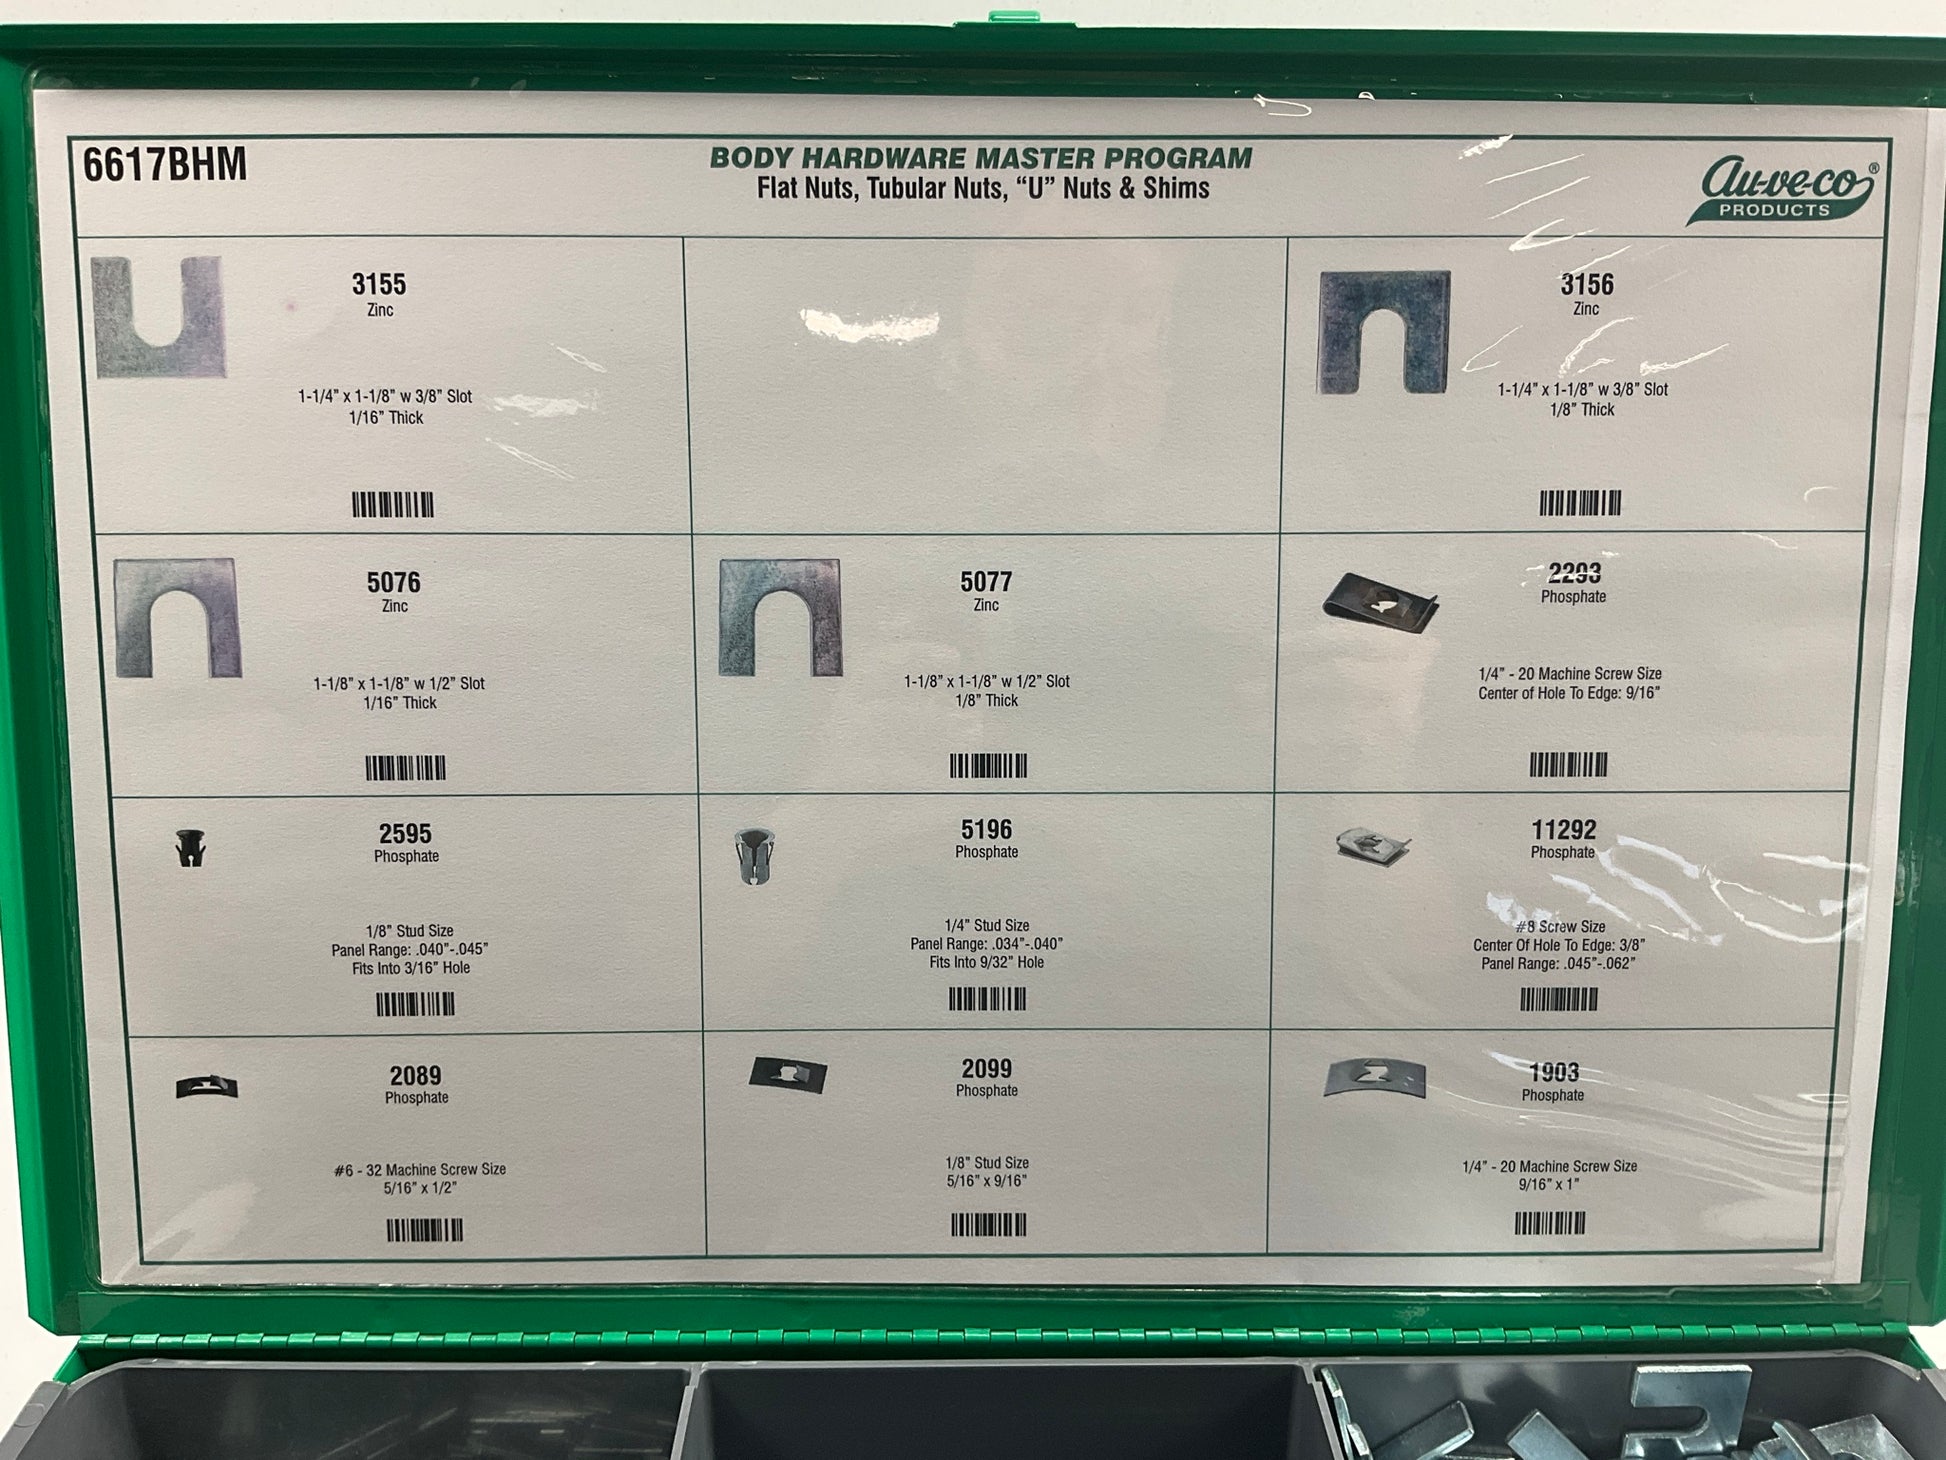 6617BHM
BODY HARDWARE MASTER PROGRAM
Flat Nuts, Tubular Nuts, “U” Nuts & Shims
Au-ve-co®
PRODUCTS
3155
Zinc
1-1/4” x 1-1/8” w 3/8” Slot
1/16” Thick
3156
Zinc
1-1/4” x 1-1/8” w 3/8” Slot
1/8” Thick
5076
Zinc
1-1/8” x 1-1/8” w 1/2” Slot
1/16” Thick
5077
Zinc
1-1/8” x 1-1/8” w 1/2” Slot
1/8” Thick
2293
Phosphate
1/4” - 20 Machine Screw Size
Center of Hole To Edge: 9/16”
2595
Phosphate
1/8” Stud Size
Panel Range: .040”-.045”
Fits Into 3/16” Hole
5196
Phosphate
1/4” Stud Size
Panel Range: .034”-.040”
Fits Into 9/32” Hole
11292
Phosphate
#8 Screw Size
Center Of Hole To Edge: 3/8”
Panel Range: .045”-.062”
2089
Phosphate
#6 - 32 Machine Screw Size
5/16” x 1/2”
2099
Phosphate
1/8” Stud Size
5/16” x 9/16”
1903
Phosphate
1/4” - 20 Machine Screw Size
9/16” x 1”